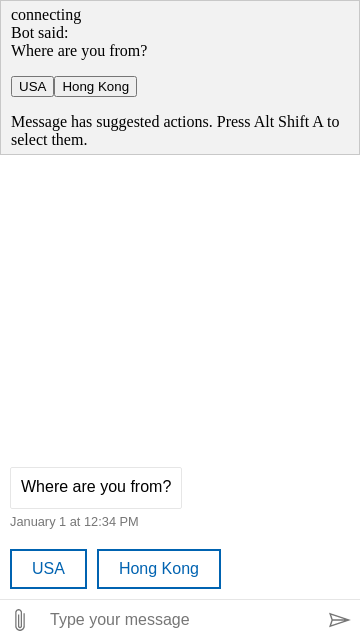 connecting
Bot said:
Where are you from?
USA Hong Kong
Message has suggested actions. Press Alt Shift A to
select them.
Where are you from?
January 1 at 12:34 PM
USA Hong Kong
Type your message